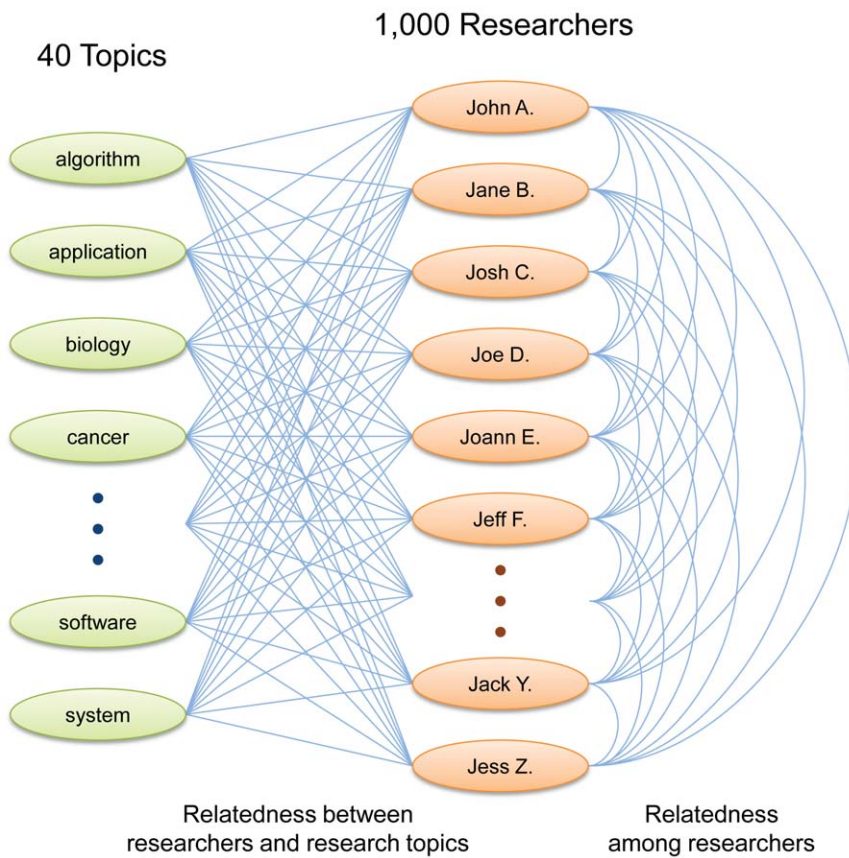 1,000 Researchers
40 Topics
algorithm
application
biology
cancer
software
system
John A.
Jane B.
Josh C.
Joe D.
Joann E.
Jeff F.
Jack Y.
Jess Z.
Relatedness between
researchers and research topics
Relatedness
among researchers